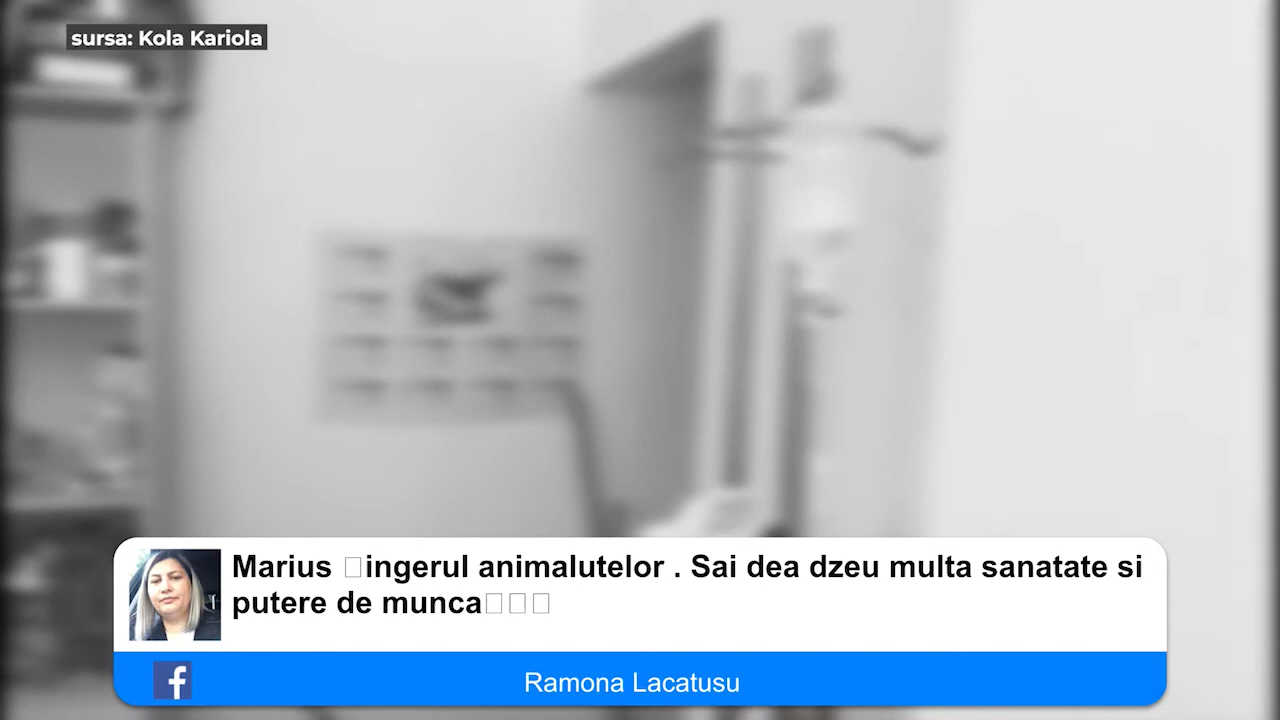 sursa: Kola Kariola
Marius □ingerul animalutelor . Sai dea dzeu multa sanatate si
putere de munca□□□
f
Ramona Lacatusu